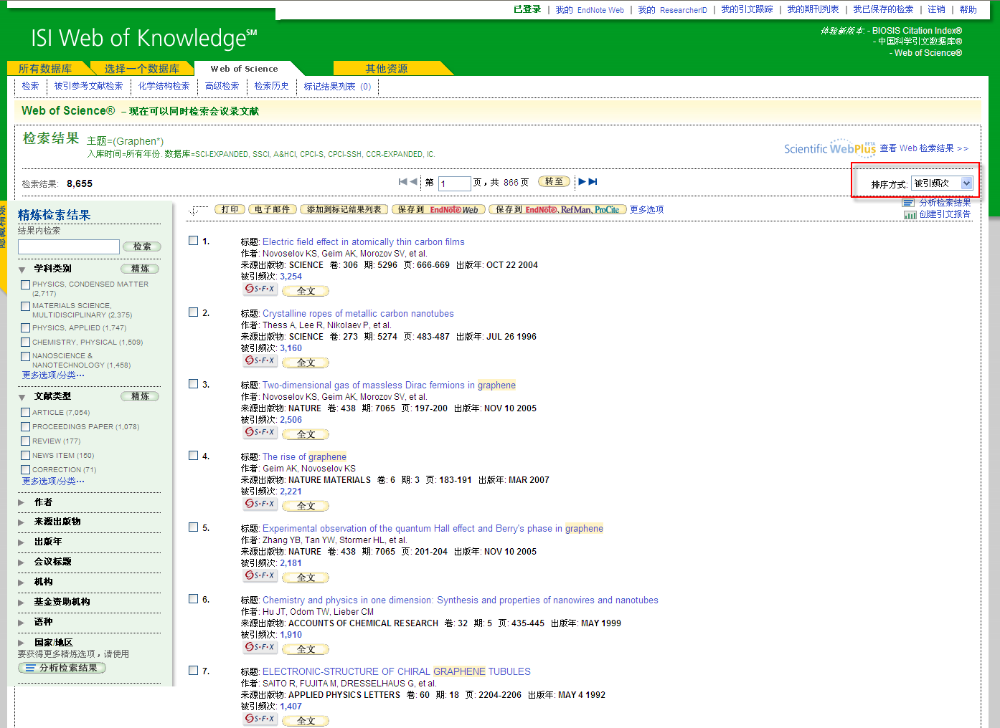 已登录 | 我的 EndNote Web | 我的 ResearcherID | 我的引文跟踪 | 我的期刊列表 | 我已保存的检索 | 注销 | 帮助
ISI Web of Knowledge℠
体验新版本: - BIOSIS Citation Index®
- 中国科学引文数据库®
- Web of Science®
所有数据库 选择一个数据库 Web of Science 其他资源
检索 被引参考文献检索 化学结构检索 高级检索 检索历史 标记结果列表 (0)
Web of Science® – 现在可以同时检索会议录文献
检索结果 主题=(Graphen*)
入库时间=所有年份. 数据库=SCI-EXPANDED, SSCI, A&HCI, CPCI-S, CPCI-SSH, CCR-EXPANDED, IC.
Scientific WebPlus BETA 查看 Web 检索结果 >>
检索结果: 8,655 第 1 页，共 866 页 转至 排序方式: 被引频次
打印 电子邮件 添加到标记结果列表 保存到 EndNote Web 保存到 EndNote、RefMan、ProCite 更多选项
分析检索结果
创建引文报告
精炼检索结果
结果内检索
检索
学科类别 精炼
PHYSICS, CONDENSED MATTER
(2,717)
MATERIALS SCIENCE,
MULTIDISCIPLINARY (2,375)
PHYSICS, APPLIED (1,747)
CHEMISTRY, PHYSICAL (1,509)
NANOSCIENCE &
NANOTECHNOLOGY (1,458)
更多选项/分类…
文献类型 精炼
ARTICLE (7,054)
PROCEEDINGS PAPER (1,078)
REVIEW (177)
NEWS ITEM (150)
CORRECTION (71)
更多选项/分类…
作者
来源出版物
出版年
会议标题
机构
基金资助机构
语种
国家/地区
要获得更多精炼选项，请使用
分析检索结果
1. 标题: Electric field effect in atomically thin carbon films
作者: Novoselov KS, Geim AK, Morozov SV, et al.
来源出版物: SCIENCE 卷: 306 期: 5296 页: 666-669 出版年: OCT 22 2004
被引频次: 3,254
S·F·X 全文
2. 标题: Crystalline ropes of metallic carbon nanotubes
作者: Thess A, Lee R, Nikolaev P, et al.
来源出版物: SCIENCE 卷: 273 期: 5274 页: 483-487 出版年: JUL 26 1996
被引频次: 3,160
S·F·X 全文
3. 标题: Two-dimensional gas of massless Dirac fermions in graphene
作者: Novoselov KS, Geim AK, Morozov SV, et al.
来源出版物: NATURE 卷: 438 期: 7065 页: 197-200 出版年: NOV 10 2005
被引频次: 2,506
S·F·X 全文
4. 标题: The rise of graphene
作者: Geim AK, Novoselov KS
来源出版物: NATURE MATERIALS 卷: 6 期: 3 页: 183-191 出版年: MAR 2007
被引频次: 2,221
S·F·X 全文
5. 标题: Experimental observation of the quantum Hall effect and Berry's phase in graphene
作者: Zhang YB, Tan YW, Stormer HL, et al.
来源出版物: NATURE 卷: 438 期: 7065 页: 201-204 出版年: NOV 10 2005
被引频次: 2,181
S·F·X 全文
6. 标题: Chemistry and physics in one dimension: Synthesis and properties of nanowires and nanotubes
作者: Hu JT, Odom TW, Lieber CM
来源出版物: ACCOUNTS OF CHEMICAL RESEARCH 卷: 32 期: 5 页: 435-445 出版年: MAY 1999
被引频次: 1,910
S·F·X 全文
7. 标题: ELECTRONIC-STRUCTURE OF CHIRAL GRAPHENE TUBULES
作者: SAITO R, FUJITA M, DRESSELHAUS G, et al.
来源出版物: APPLIED PHYSICS LETTERS 卷: 60 期: 18 页: 2204-2206 出版年: MAY 4 1992
被引频次: 1,407
S·F·X 全文